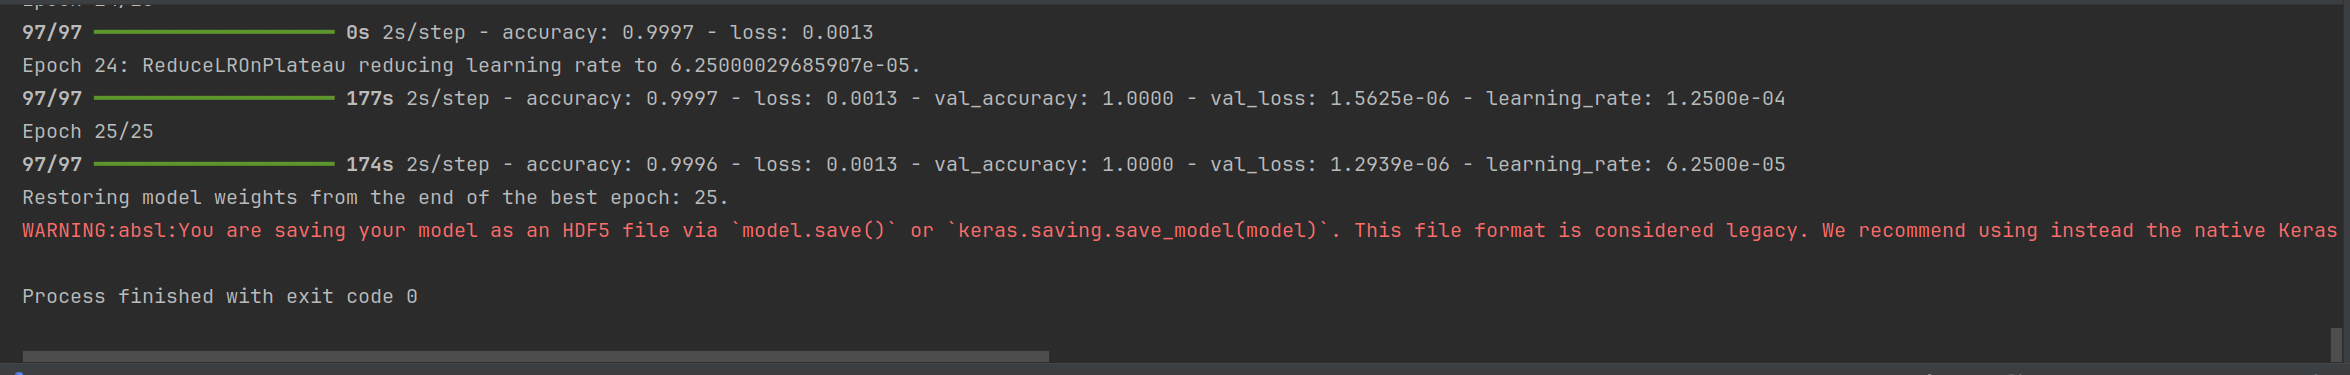 97/97 ━━━━━━━━━━━━━━━━━━━━ 0s 2s/step - accuracy: 0.9997 - loss: 0.0013
Epoch 24: ReduceLROnPlateau reducing learning rate to 6.25000029685907e-05.
97/97 ━━━━━━━━━━━━━━━━━━━━ 177s 2s/step - accuracy: 0.9997 - loss: 0.0013 - val_accuracy: 1.0000 - val_loss: 1.5625e-06 - learning_rate: 1.2500e-04
Epoch 25/25
97/97 ━━━━━━━━━━━━━━━━━━━━ 174s 2s/step - accuracy: 0.9996 - loss: 0.0013 - val_accuracy: 1.0000 - val_loss: 1.2939e-06 - learning_rate: 6.2500e-05
Restoring model weights from the end of the best epoch: 25.
WARNING:absl:You are saving your model as an HDF5 file via `model.save()` or `keras.saving.save_model(model)`. This file format is considered legacy. We recommend using instead the native Keras
Process finished with exit code 0